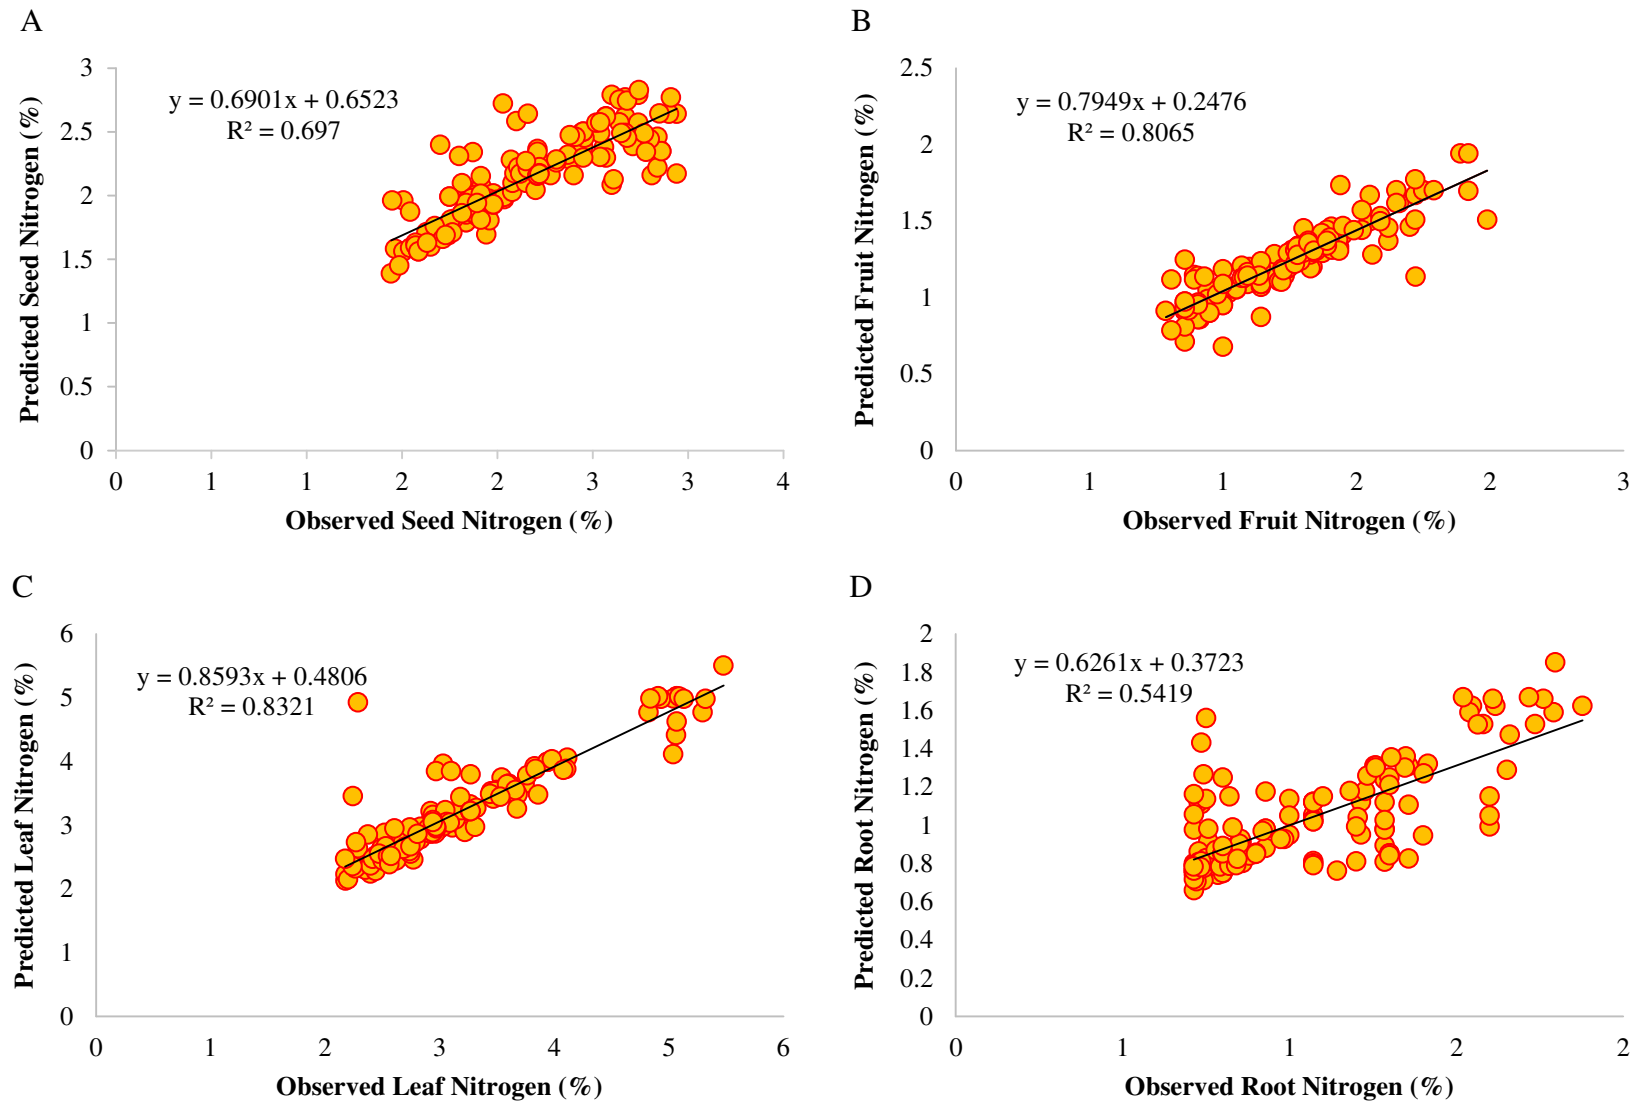 A
y = 0.6901x + 0.6523
R² = 0.697
Predicted Seed Nitrogen (%)
3
2.5
2
1.5
1
0.5
0
0 1 1 2 2 3 3 4
Observed Seed Nitrogen (%)
B
y = 0.7949x + 0.2476
R² = 0.8065
Predicted Fruit Nitrogen (%)
2.5
2
1.5
1
0.5
0
0 1 1 2 2 3
Observed Fruit Nitrogen (%)
C
y = 0.8593x + 0.4806
R² = 0.8321
Predicted Leaf Nitrogen (%)
6
5
4
3
2
1
0
0 1 2 3 4 5 6
Observed Leaf Nitrogen (%)
D
y = 0.6261x + 0.3723
R² = 0.5419
Predicted Root Nitrogen (%)
2
1.8
1.6
1.4
1.2
1
0.8
0.6
0.4
0.2
0
0 1 1 2 2
Observed Root Nitrogen (%)